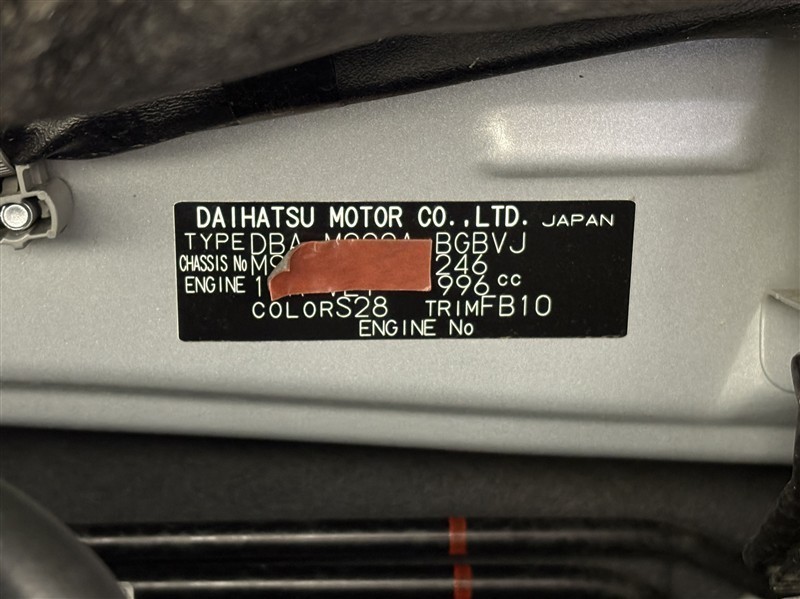 DAIHATSU MOTOR CO.,LTD. JAPAN
TYPE DBA BGBVJ
CHASSIS No 246
ENGINE 996 cc
COLOR S28 TRIM FB10
ENGINE No